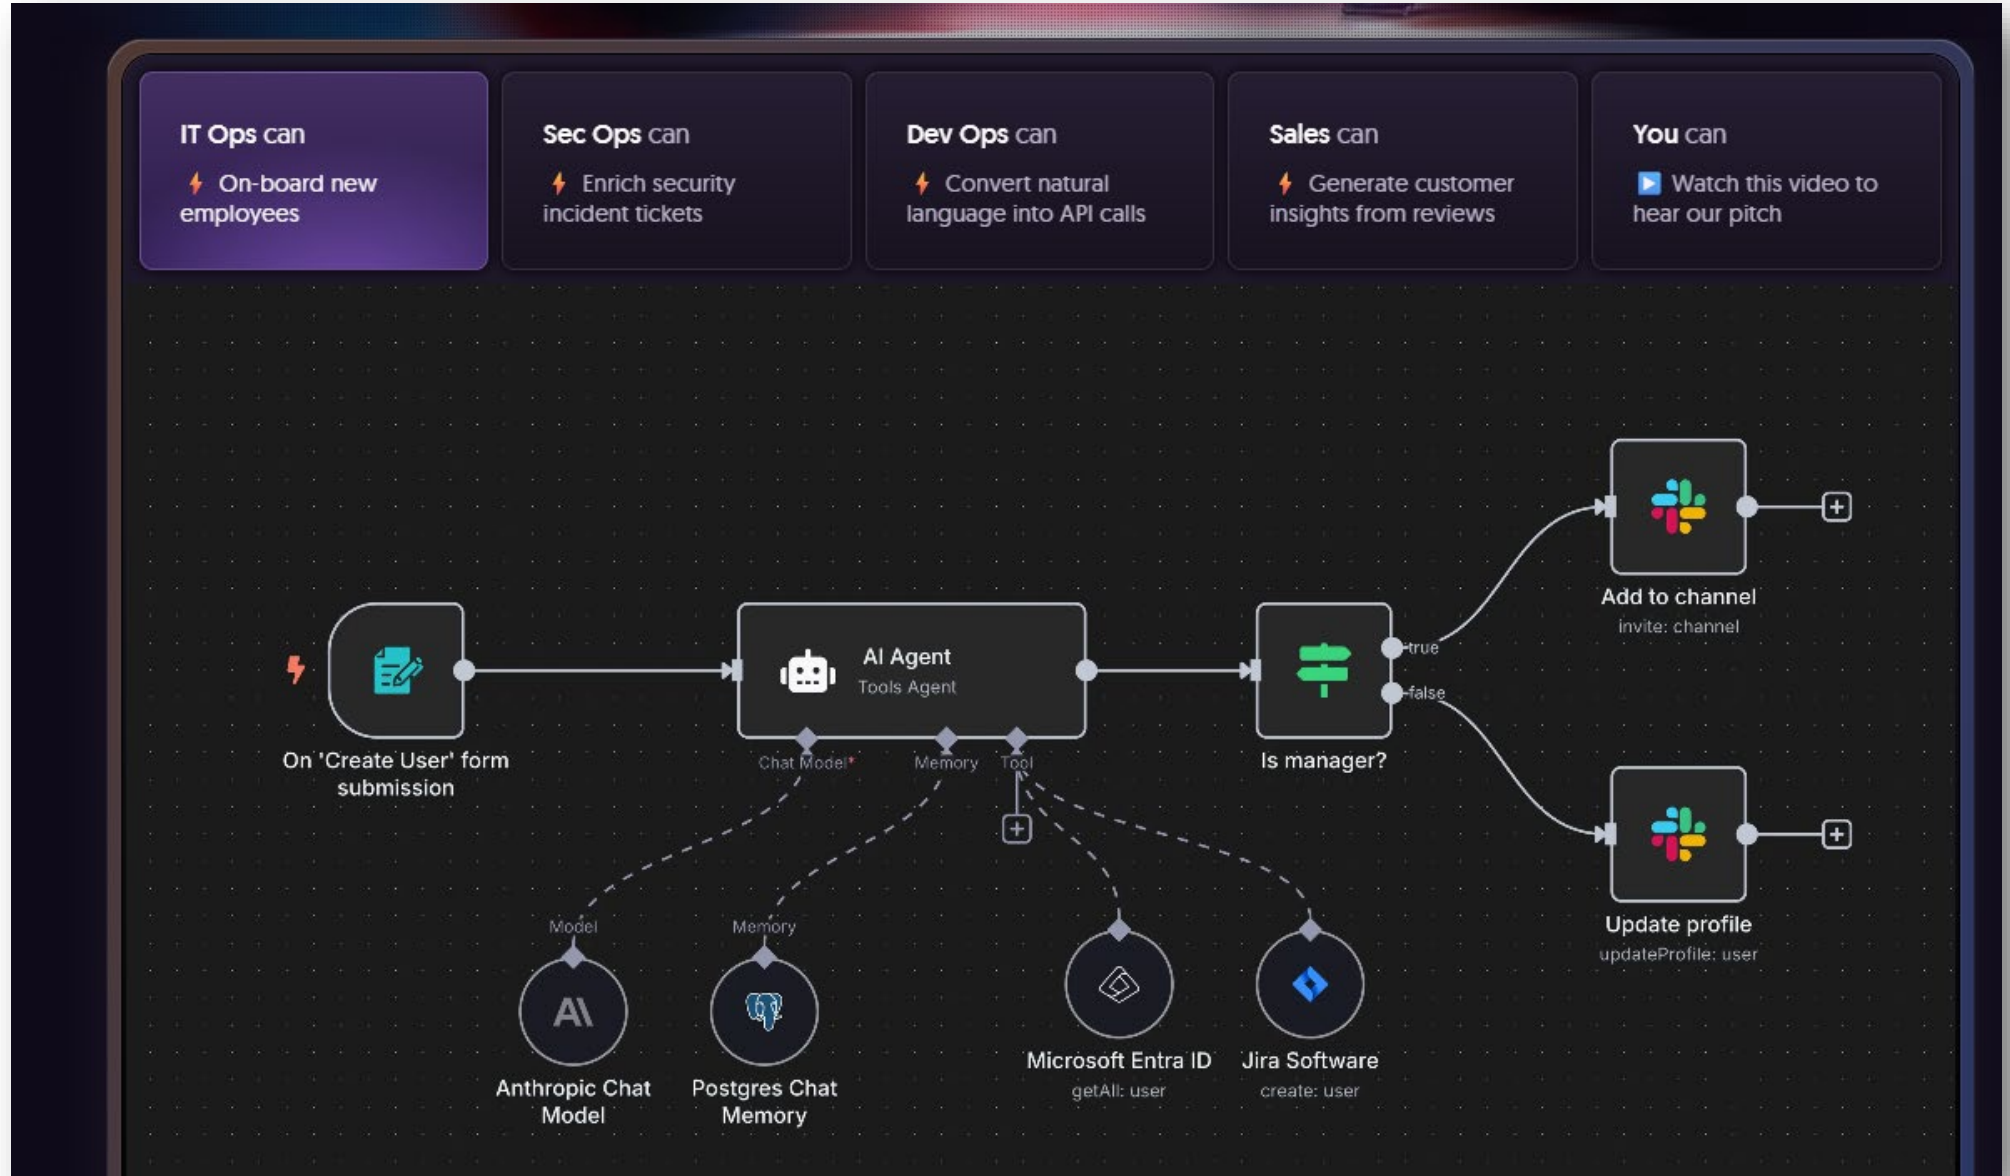 IT Ops can
⚡ On-board new
employees
Sec Ops can
⚡ Enrich security
incident tickets
Dev Ops can
⚡ Convert natural
language into API calls
Sales can
⚡ Generate customer
insights from reviews
You can
▶️ Watch this video to
hear our pitch
On 'Create User' form
submission
AI Agent
Tools Agent
Chat Model*
Memory
Tool
Is manager?
true
false
Add to channel
invite: channel
Update profile
updateProfile: user
Model
Anthropic Chat
Model
Memory
Postgres Chat
Memory
Microsoft Entra ID
getAll: user
Jira Software
create: user